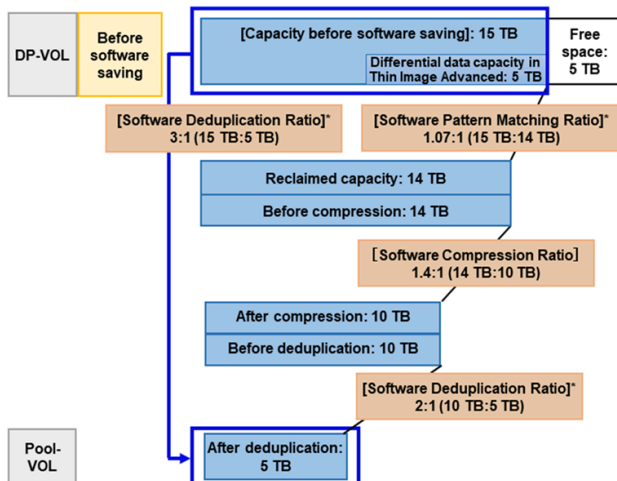 DP-VOL
Before
software
saving
[Capacity before software saving]: 15 TB
Differential data capacity in
Thin Image Advanced: 5 TB
Free
space:
5 TB
[Software Deduplication Ratio]*
3:1 (15 TB:5 TB)
[Software Pattern Matching Ratio]*
1.07:1 (15 TB:14 TB)
Reclaimed capacity: 14 TB
Before compression: 14 TB
[Software Compression Ratio]
1.4:1 (14 TB:10 TB)
After compression: 10 TB
Before deduplication: 10 TB
[Software Deduplication Ratio]*
2:1 (10 TB:5 TB)
Pool-
VOL
After deduplication:
5 TB